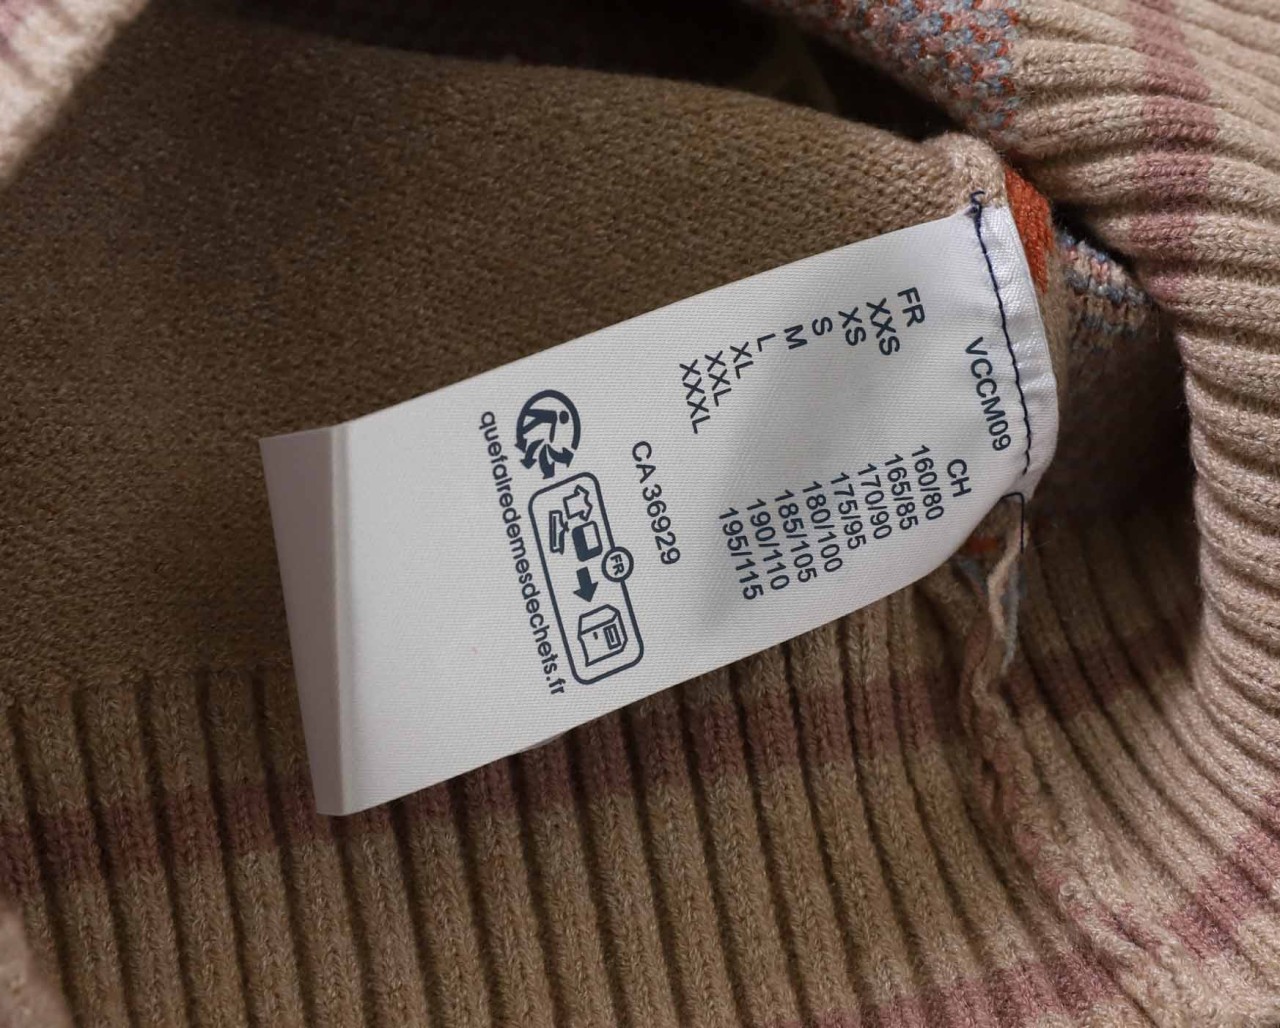 VCCM09
FR CH
XXS 160/80
XS 165/85
S 170/90
M 175/95
L 180/100
XL 185/105
XXL 190/110
XXXL 195/115
CA 36929
FR
quefairedemesdechets.fr